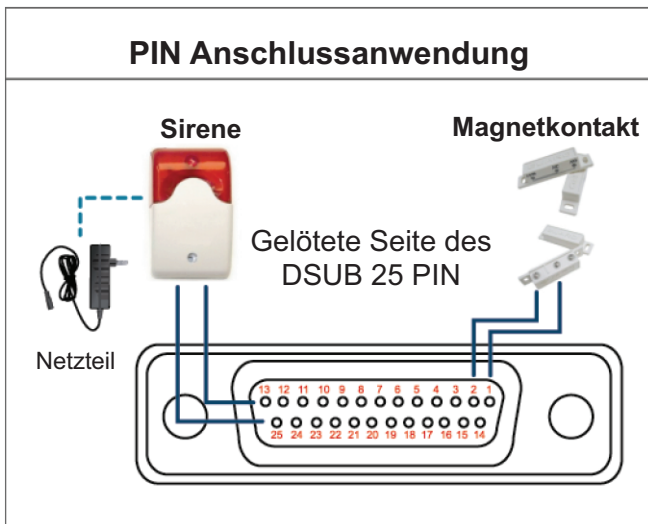 PIN Anschlussanwendung
Sirene
Magnetkontakt
Gelötete Seite des
DSUB 25 PIN
Netzteil
13 12 11 10 9 8 7 6 5 4 3 2 1
25 24 23 22 21 20 19 18 17 16 15 14